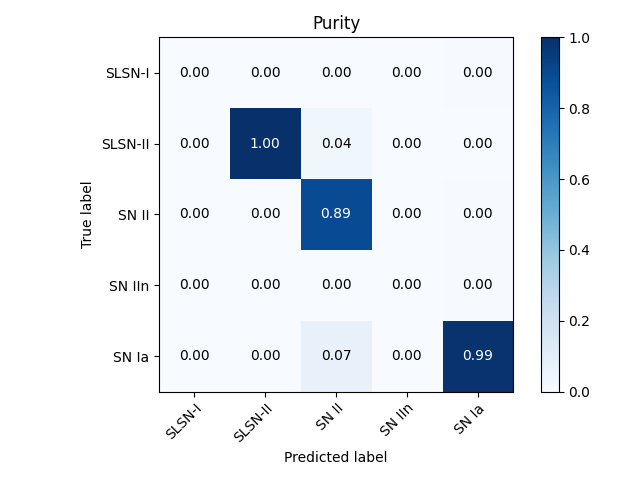 Purity
SLSN-I 0.00 0.00 0.00 0.00 0.00
SLSN-II 0.00 1.00 0.04 0.00 0.00
SN II 0.00 0.00 0.89 0.00 0.00
SN IIn 0.00 0.00 0.00 0.00 0.00
SN Ia 0.00 0.00 0.07 0.00 0.99
True label
SLSN-I SLSN-II SN II SN IIn SN Ia
Predicted label
1.0
0.8
0.6
0.4
0.2
0.0